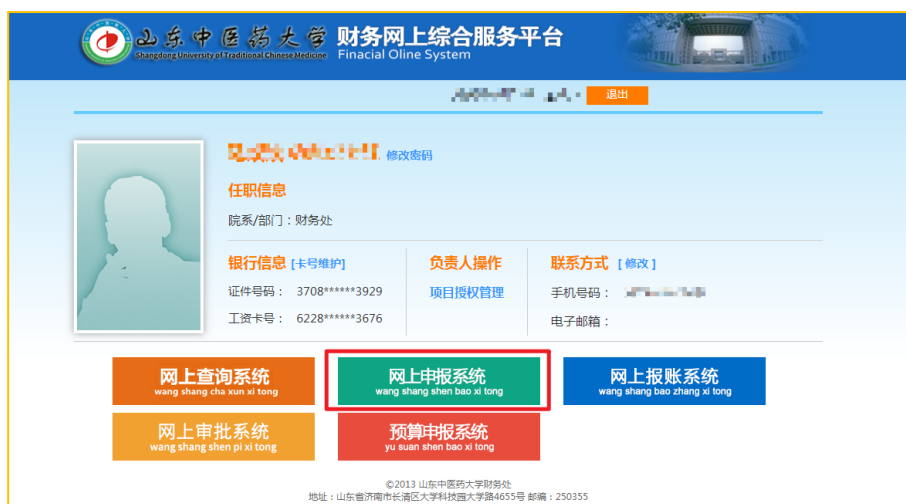 山东中医药大学 财务网上综合服务平台
Shangdong University of Traditional Chinese Medicine Finacial Oline System
退出
修改密码
任职信息
院系/部门：财务处
银行信息 [卡号维护] 负责人操作 联系方式 [ 修改 ]
证件号码： 3708******3929 项目授权管理 手机号码：
工资卡号： 6228******3676 电子邮箱：
网上查询系统 网上申报系统 网上报账系统
wang shang cha xun xi tong wang shang shen bao xi tong wang shang bao zhang xi tong
网上审批系统 预算申报系统
wang shang shen pi xi tong yu suan shen bao xi tong
©2013 山东中医药大学财务处
地址：山东省济南市长清区大学科技园大学路4655号 邮编：250355